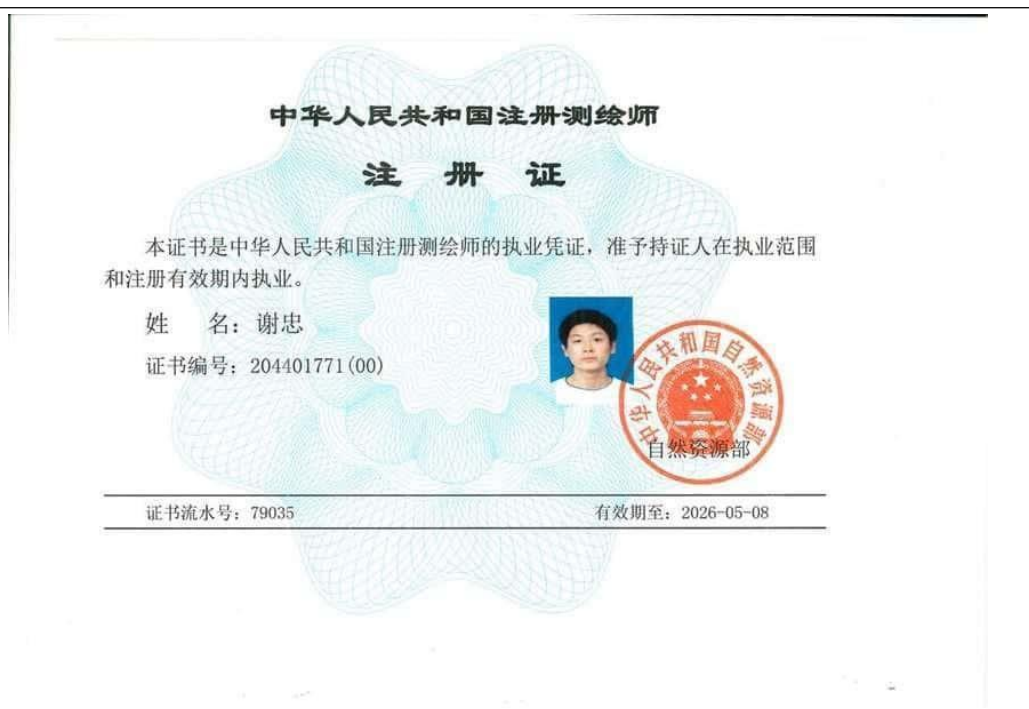 中华人民共和国注册测绘师
注 册 证
本证书是中华人民共和国注册测绘师的执业凭证，准予持证人在执业范围
和注册有效期内执业。
姓 名：谢忠
证书编号：204401771(00)
中华人民共和国自然资源部
自然资源部
证书流水号：79035 有效期至：2026-05-08